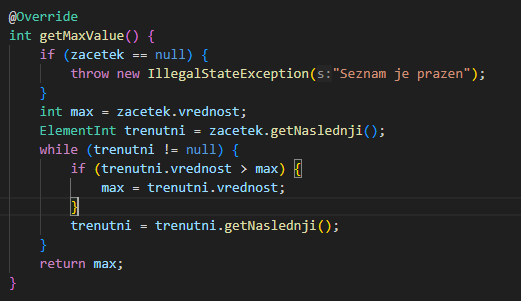 @Override
int getMaxValue() {
if (zacetek == null) {
throw new IllegalStateException(s:"Seznam je prazen");
}
int max = zacetek.vrednost;
ElementInt trenutni = zacetek.getNaslednji();
while (trenutni != null) {
if (trenutni.vrednost > max) {
max = trenutni.vrednost;
}
trenutni = trenutni.getNaslednji();
}
return max;
}